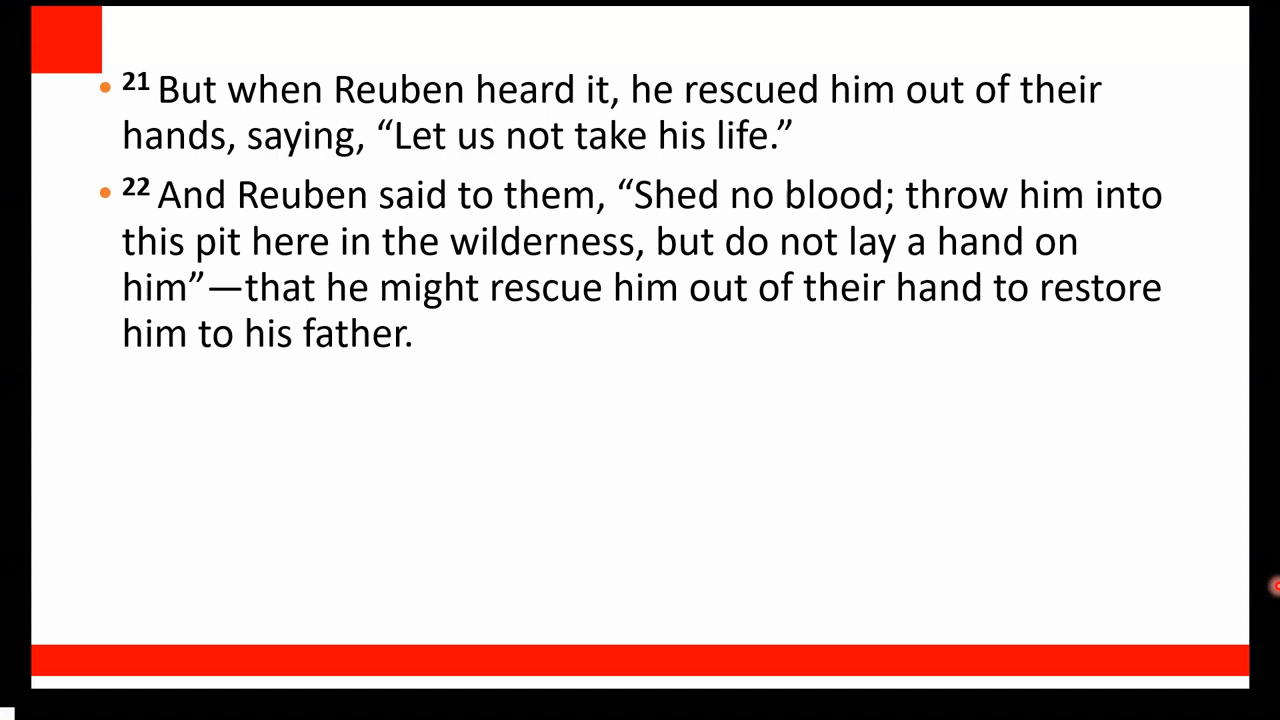 • 21 But when Reuben heard it, he rescued him out of their
hands, saying, “Let us not take his life.”
• 22 And Reuben said to them, “Shed no blood; throw him into
this pit here in the wilderness, but do not lay a hand on
him”—that he might rescue him out of their hand to restore
him to his father.